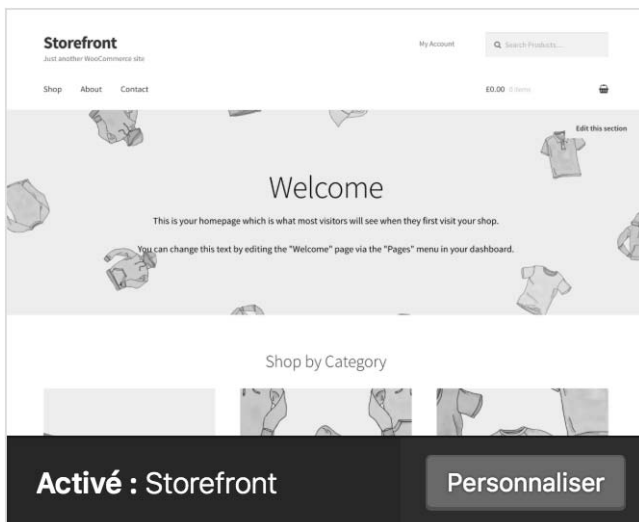 Storefront
Just another WooCommerce site
My Account
Search Products...
Shop About Contact
£0.00 0 items
Edit this section
Welcome
This is your homepage which is what most visitors will see when they first visit your shop.
You can change this text by editing the "Welcome" page via the "Pages" menu in your dashboard.
Shop by Category
Activé : Storefront
Personnaliser